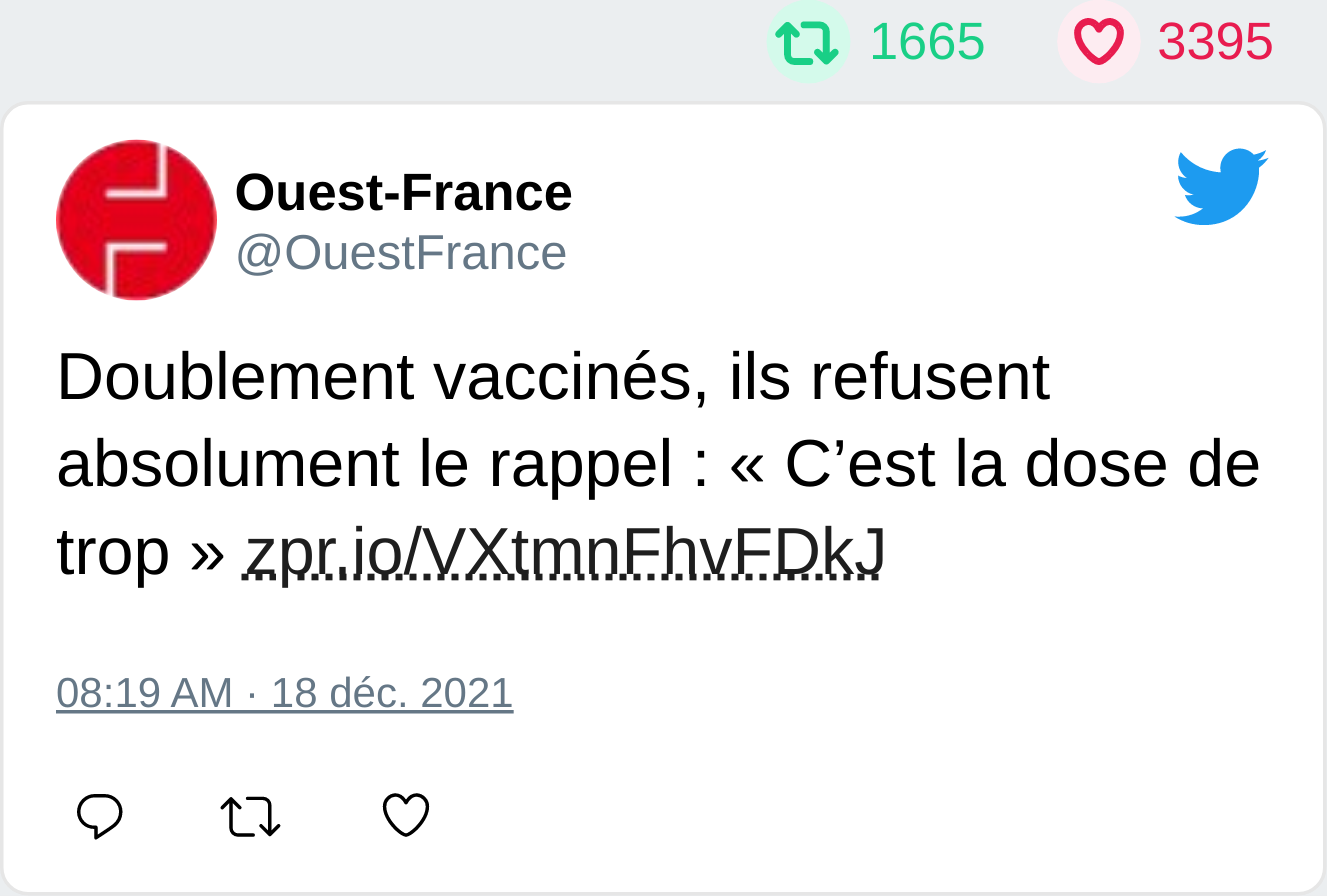 1665 3395
Ouest-France
@OuestFrance
Doublement vaccinés, ils refusent
absolument le rappel : « C’est la dose de
trop » zpr.io/VXtmnFhvFDkJ
08:19 AM · 18 déc. 2021